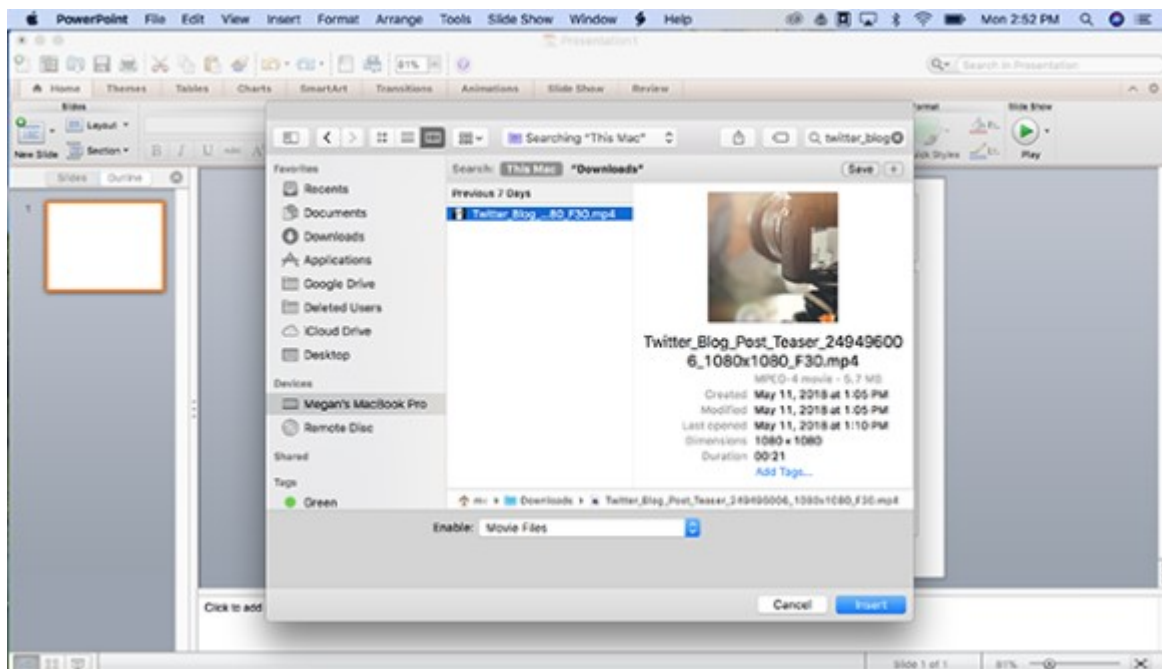 PowerPoint File Edit View Insert Format Arrange Tools Slide Show Window Help Mon 2:52 PM
Presentation1
81% Search in Presentation
Home Themes Tables Charts SmartArt Transitions Animations Slide Show Review
Slides Format Slide Show
New Slide Layout Section B I U abc A Quick Styles Play
Slides Outline
1
Searching "This Mac" twitter_blog
Search: This Mac "Downloads" Save +
Favorites
Recents
Documents
Downloads
Applications
Google Drive
Deleted Users
iCloud Drive
Desktop
Devices
Megan's MacBook Pro
Remote Disc
Shared
Tags
Green
Previous 7 Days
Twitter_Blog_...80_F30.mp4
Twitter_Blog_Post_Teaser_24949600
6_1080x1080_F30.mp4
MPEG-4 movie - 5.7 MB
Created May 11, 2018 at 1:05 PM
Modified May 11, 2018 at 1:05 PM
Last opened May 11, 2018 at 1:10 PM
Dimensions 1080 × 1080
Duration 00:21
Add Tags...
Downloads Twitter_Blog_Post_Teaser_249496006_1080x1080_F30.mp4
Enable: Movie Files
Cancel Insert
Click to add
Slide 1 of 1 81%